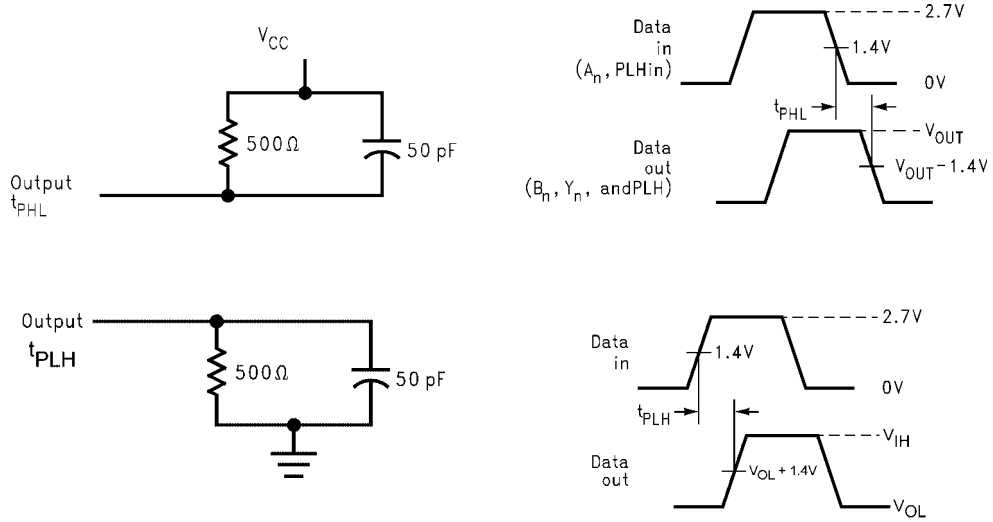 V_CC
500Ω
50 pF
Output
t_PHL
Data
in
(A_n, PLHin)
2.7V
1.4V
0V
t_PHL
Data
out
(B_n, Y_n, andPLH)
V_OUT
V_OUT – 1.4V
Output
t_PLH
500Ω
50 pF
Data
in
2.7V
1.4V
0V
t_PLH
Data
out
V_IH
V_OL + 1.4V
V_OL